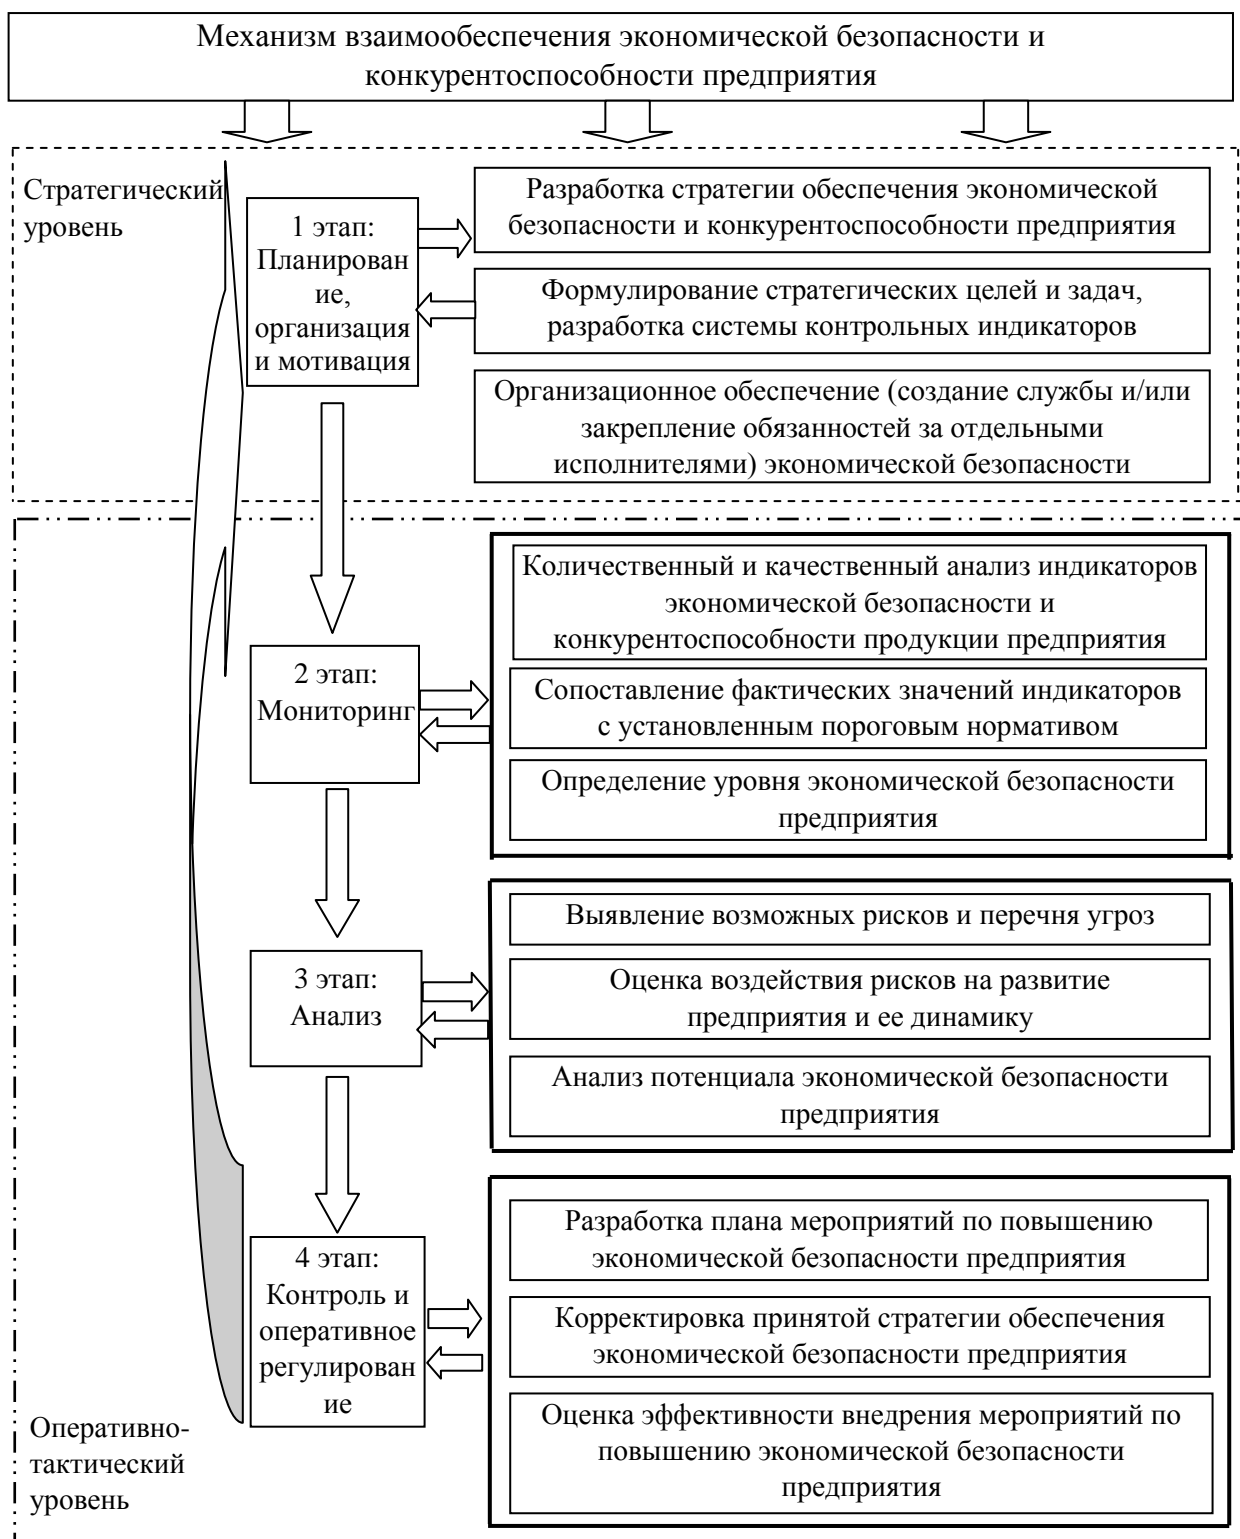 Механизм взаимообеспечения экономической безопасности и
конкурентоспособности предприятия
Стратегический
уровень
1 этап:
Планирован
ие,
организация
и мотивация
Разработка стратегии обеспечения экономической
безопасности и конкурентоспособности предприятия
Формулирование стратегических целей и задач,
разработка системы контрольных индикаторов
Организационное обеспечение (создание службы и/или
закрепление обязанностей за отдельными
исполнителями) экономической безопасности
2 этап:
Мониторинг
Количественный и качественный анализ индикаторов
экономической безопасности и
конкурентоспособности продукции предприятия
Сопоставление фактических значений индикаторов
с установленным пороговым нормативом
Определение уровня экономической безопасности
предприятия
3 этап:
Анализ
Выявление возможных рисков и перечня угроз
Оценка воздействия рисков на развитие
предприятия и ее динамику
Анализ потенциала экономической безопасности
предприятия
4 этап:
Контроль и
оперативное
регулирован
ие
Разработка плана мероприятий по повышению
экономической безопасности предприятия
Корректировка принятой стратегии обеспечения
экономической безопасности предприятия
Оценка эффективности внедрения мероприятий по
повышению экономической безопасности
предприятия
Оперативно-
тактический
уровень